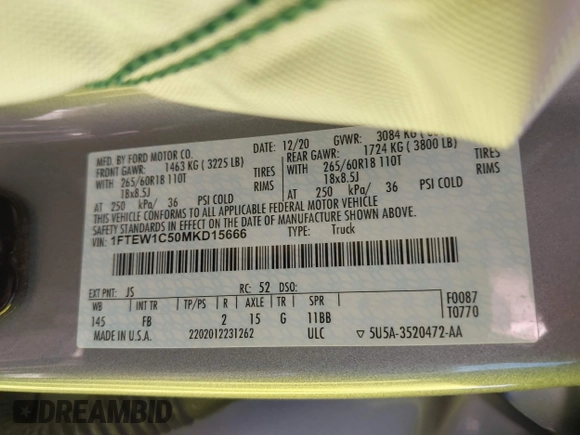 MFD. BY FORD MOTOR CO.
DATE: 12/20 GVWR: 3084 KG
FRONT GAWR: 1463 KG (3225 LB)
REAR GAWR: 1724 KG (3800 LB)
WITH 265/60R18 110T TIRES
WITH 265/60R18 110T TIRES
18x8.5J RIMS
18x8.5J RIMS
AT 250 kPa/ 36 PSI COLD
AT 250 kPa/ 36 PSI COLD
THIS VEHICLE CONFORMS TO ALL APPLICABLE FEDERAL MOTOR VEHICLE
SAFETY STANDARDS IN EFFECT ON THE DATE OF MANUFACTURE SHOWN ABOVE.
VIN: 1FTEW1C50MKD15666 TYPE: Truck
EXT PNT: JS RC: 52 DSO:
WB INT TR TP/PS R AXLE TR SPR
145 FB 2 15 G 11BB
F0087
T0770
MADE IN U.S.A. 2202012231262 ULC ▽ 5U5A-3520472-AA
DREAMBID